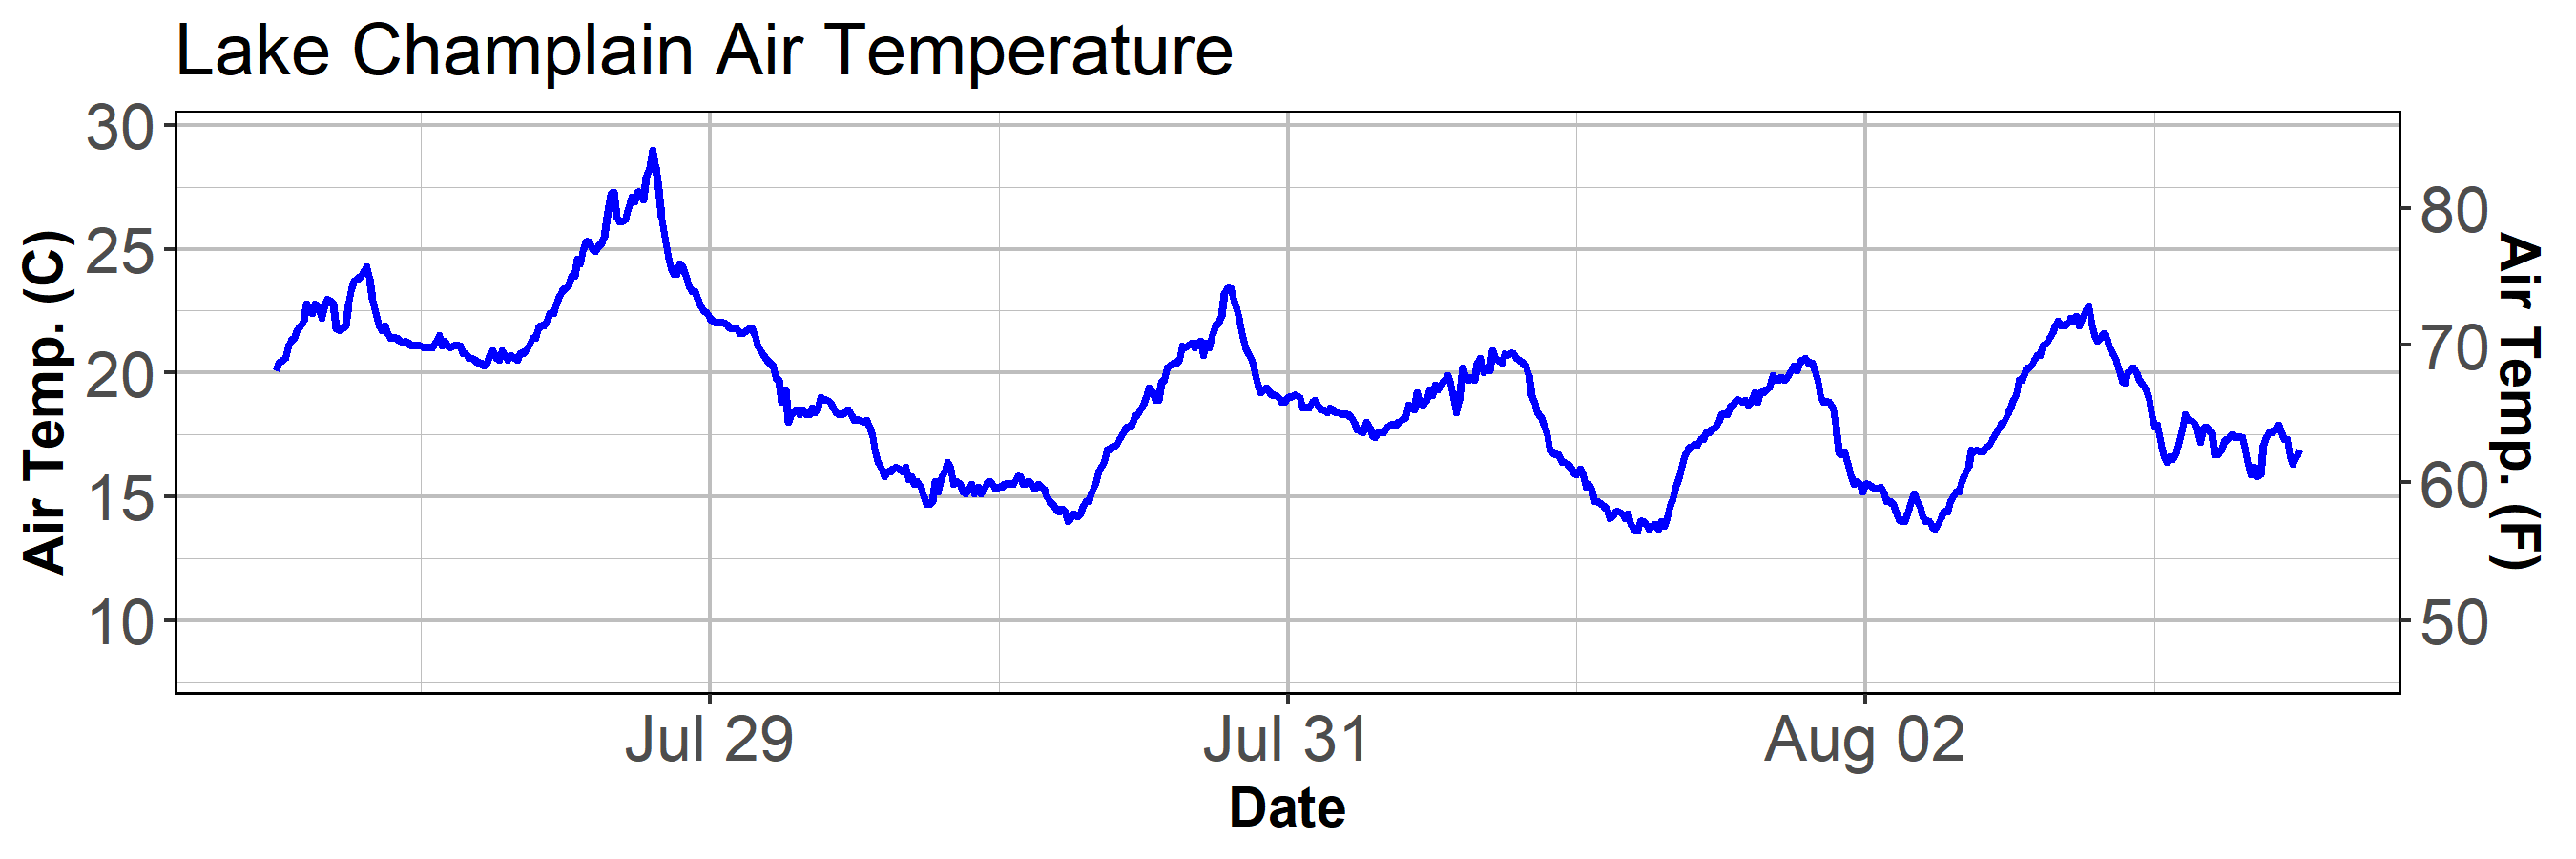 Lake Champlain Air Temperature
Air Temp. (C)
30
25
20
15
10
80
70
60
50
Air Temp. (F)
Jul 29
Jul 31
Aug 02
Date